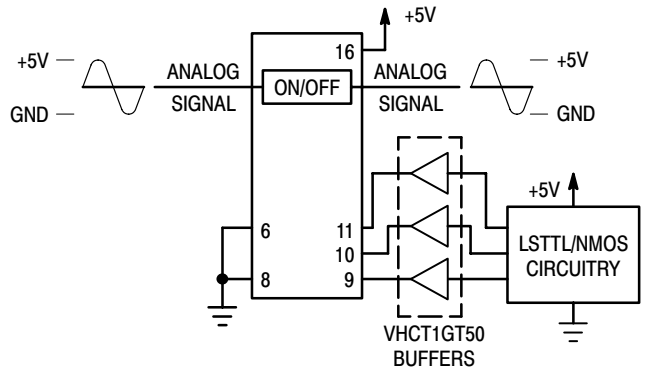 +5V
16
+5V
GND
ANALOG
SIGNAL
ON/OFF
ANALOG
SIGNAL
+5V
GND
+5V
6
8
11
10
9
LSTTL/NMOS
CIRCUITRY
VHCT1GT50
BUFFERS